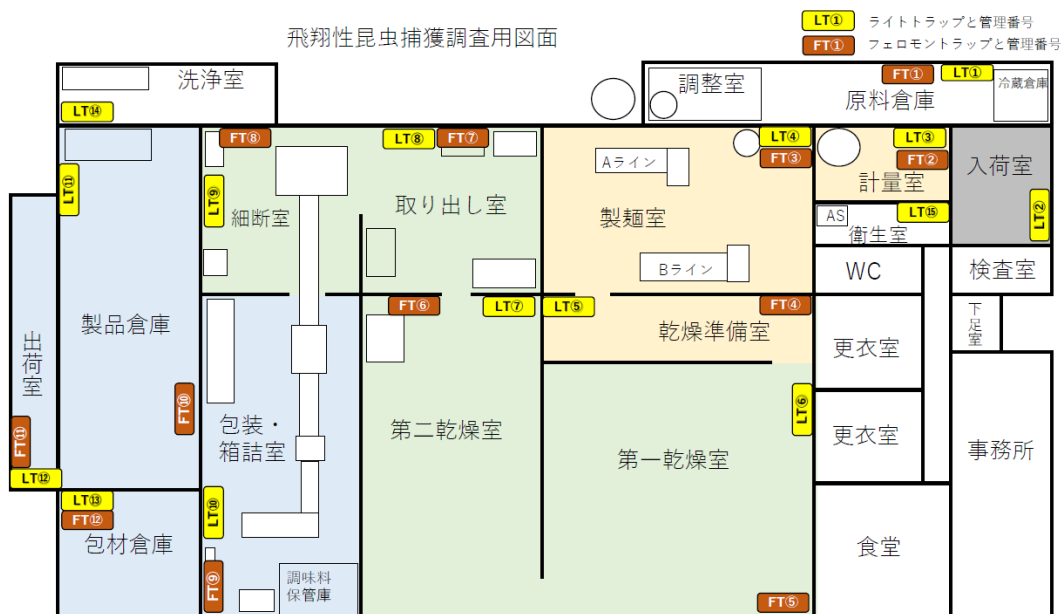 飛翔性昆虫捕獲調査用図面
LT① ライトトラップと管理番号
FT① フェロモントラップと管理番号
洗浄室
LT⑭
調整室
FT①
LT①
原料倉庫
冷蔵倉庫
FT⑧
LT⑧
FT⑦
LT④
FT③
LT③
FT②
Aライン
入荷室
計量室
LT⑪
LT⑨
細断室
取り出し室
製麺室
LT⑮
LT②
AS
衛生室
Bライン
WC
検査室
FT⑥
LT⑦
LT⑤
FT④
製品倉庫
乾燥準備室
下足室
出荷室
更衣室
FT⑩
LT⑥
包装・
箱詰室
第二乾燥室
FT⑪
更衣室
第一乾燥室
事務所
LT⑫
LT⑬
FT⑫
LT⑩
包材倉庫
食堂
FT⑨
調味料
保管庫
FT⑤